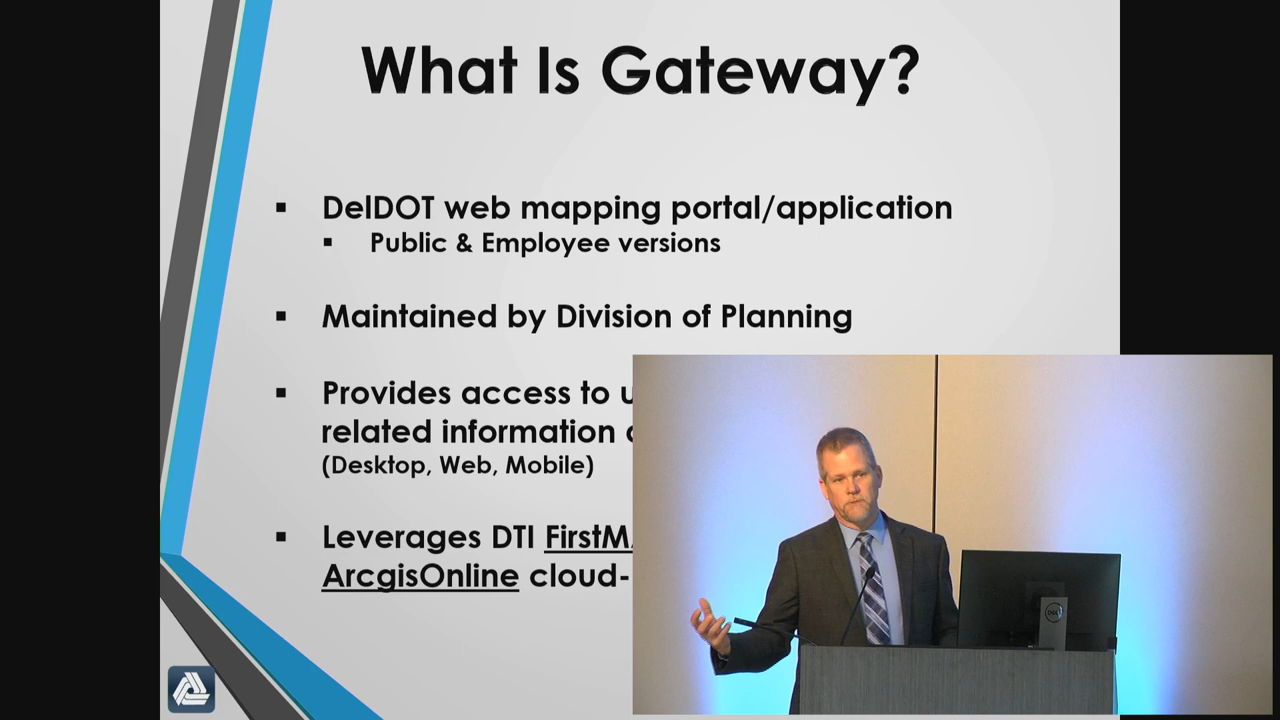 What Is Gateway?
DelDOT web mapping portal/application
Public & Employee versions
Maintained by Division of Planning
Provides access to
related information
(Desktop, Web, Mobile)
Leverages DTI
ArcgisOnline cloud-
DELL